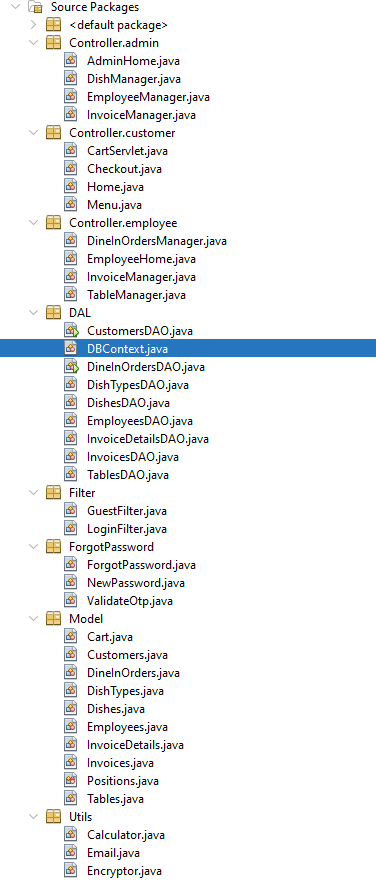 Source Packages
<default package>
Controller.admin
AdminHome.java
DishManager.java
EmployeeManager.java
InvoiceManager.java
Controller.customer
CartServlet.java
Checkout.java
Home.java
Menu.java
Controller.employee
DineInOrdersManager.java
EmployeeHome.java
InvoiceManager.java
TableManager.java
DAL
CustomersDAO.java
DBContext.java
DineInOrdersDAO.java
DishTypesDAO.java
DishesDAO.java
EmployeesDAO.java
InvoiceDetailsDAO.java
InvoicesDAO.java
TablesDAO.java
Filter
GuestFilter.java
LoginFilter.java
ForgotPassword
ForgotPassword.java
NewPassword.java
ValidateOtp.java
Model
Cart.java
Customers.java
DineInOrders.java
DishTypes.java
Dishes.java
Employees.java
InvoiceDetails.java
Invoices.java
Positions.java
Tables.java
Utils
Calculator.java
Email.java
Encryptor.java